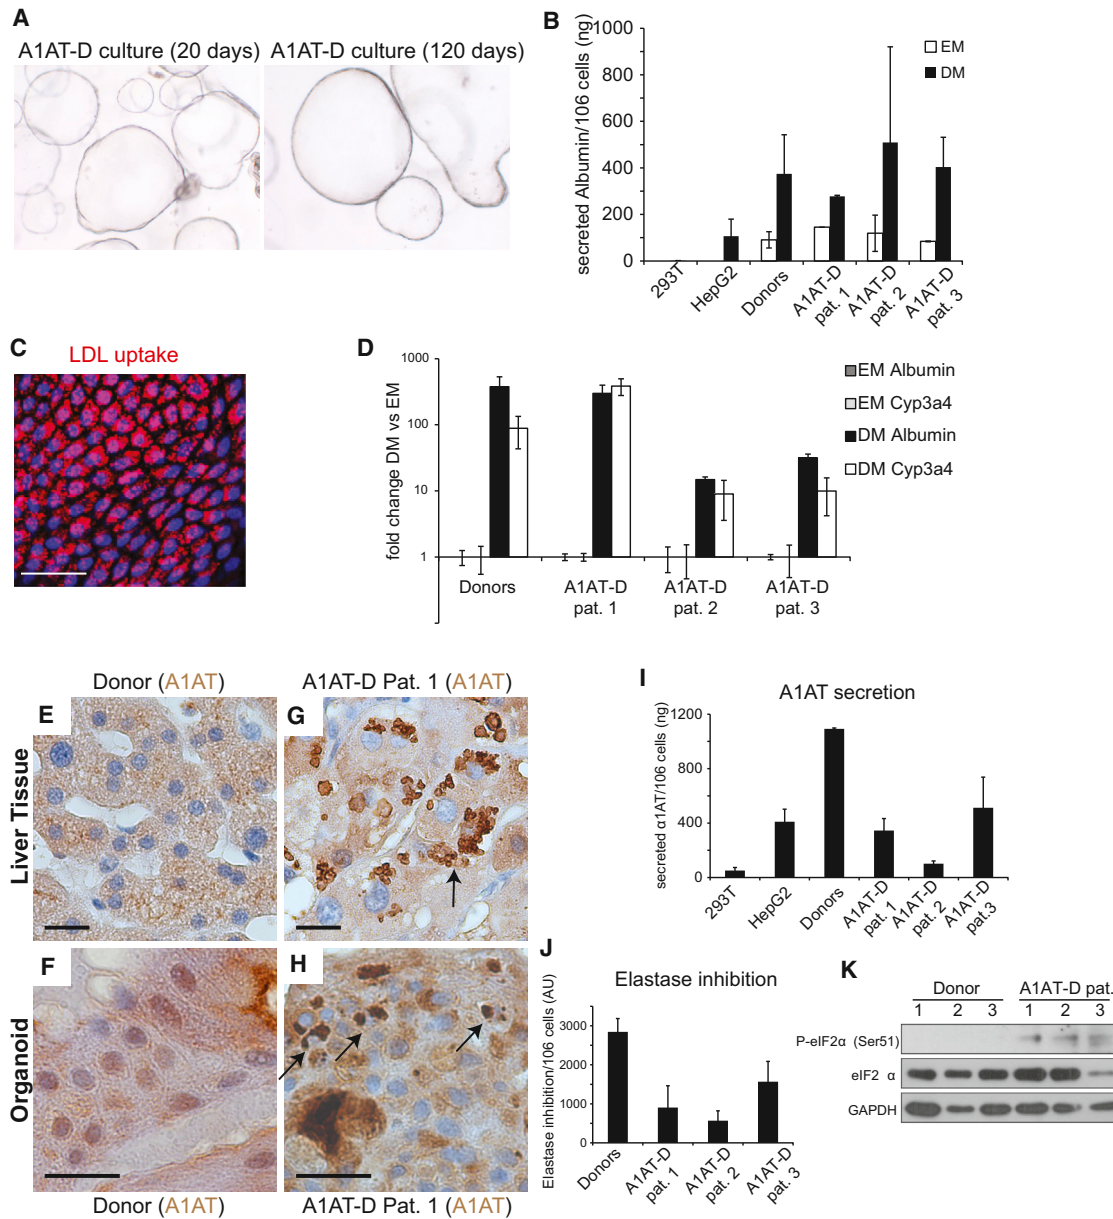 A
A1AT-D culture (20 days)
A1AT-D culture (120 days)
B
secreted Albumin/106 cells (ng)
1000
800
600
400
200
0
EM
DM
293T
HepG2
Donors
A1AT-D pat. 1
A1AT-D pat. 2
A1AT-D pat. 3
C
LDL uptake
D
fold change DM vs EM
1000
100
10
1
EM Albumin
EM Cyp3a4
DM Albumin
DM Cyp3a4
Donors
A1AT-D
pat. 1
A1AT-D
pat. 2
A1AT-D
pat. 3
Donor (A1AT)
A1AT-D Pat. 1 (A1AT)
Liver Tissue
E
G
Organoid
F
H
Donor (A1AT)
A1AT-D Pat. 1 (A1AT)
I
A1AT secretion
secreted α1AT/106 cells (ng)
1200
800
400
0
293T
HepG2
Donors
A1AT-D pat. 1
A1AT-D pat. 2
A1AT-D pat.3
J
Elastase inhibition
Elastase inhibition/106 cells (AU)
3000
2000
1000
0
Donors
A1AT-D pat. 1
A1AT-D pat. 2
A1AT-D pat. 3
K
Donor
A1AT-D pat.
1 2 3 1 2 3
P-eIF2α (Ser51)
eIF2 α
GAPDH